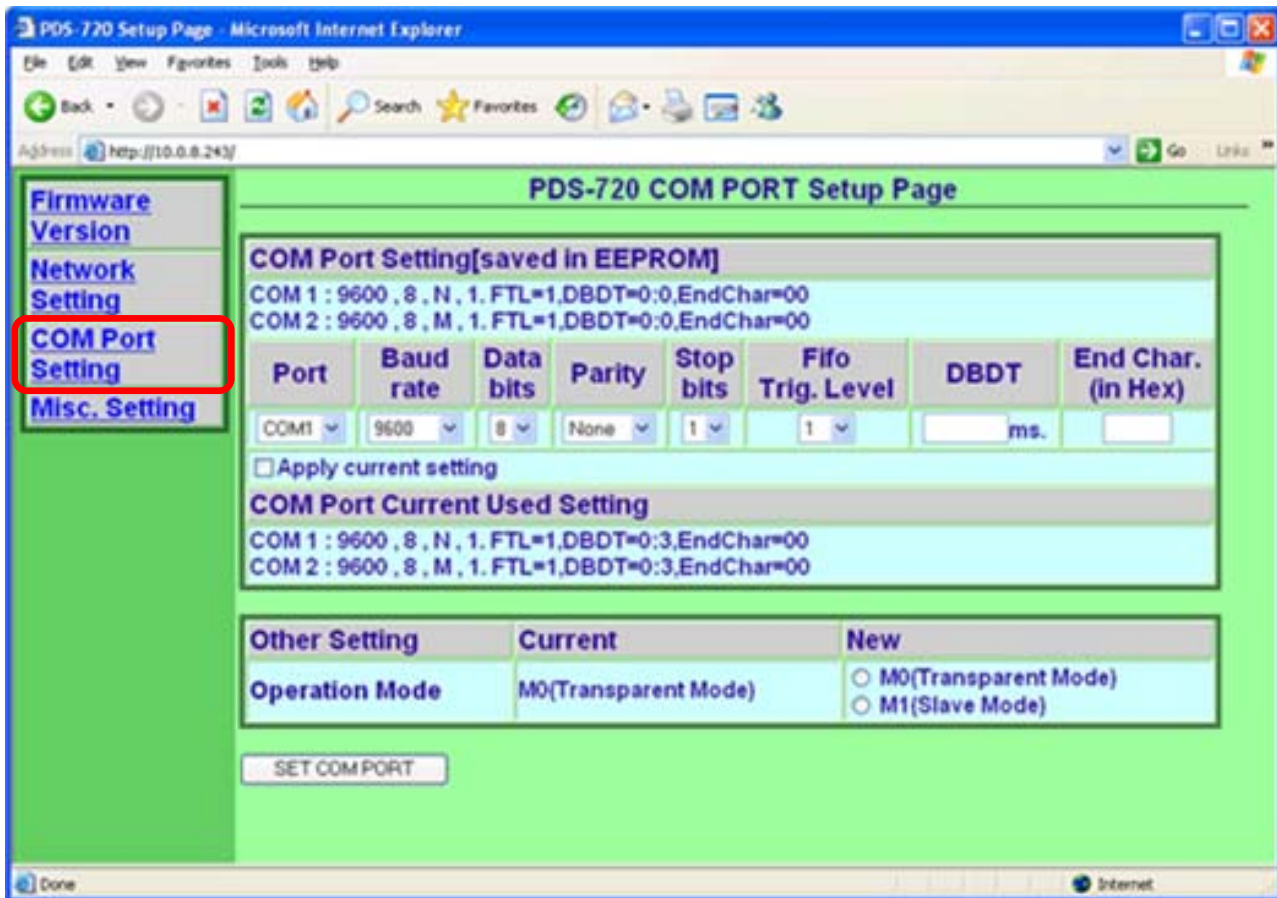 PDS-720 Setup Page - Microsoft Internet Explorer
File Edit View Favorites Tools Help
Back Search Favorites
Address http://10.0.8.243/ Go Links
Firmware
Version
Network
Setting
COM Port
Setting
Misc. Setting
PDS-720 COM PORT Setup Page
COM Port Setting[saved in EEPROM]
COM 1 : 9600 , 8 , N , 1. FTL=1,DBDT=0:0,EndChar=00
COM 2 : 9600 , 8 , M , 1. FTL=1,DBDT=0:0,EndChar=00
Port Baud rate Data bits Parity Stop bits Fifo Trig. Level DBDT End Char. (in Hex)
COM1 9600 8 None 1 1 ms.
Apply current setting
COM Port Current Used Setting
COM 1 : 9600 , 8 , N , 1. FTL=1,DBDT=0:3,EndChar=00
COM 2 : 9600 , 8 , M , 1. FTL=1,DBDT=0:3,EndChar=00
Other Setting Current New
Operation Mode M0(Transparent Mode) M0(Transparent Mode)
M1(Slave Mode)
SET COM PORT
Done Internet